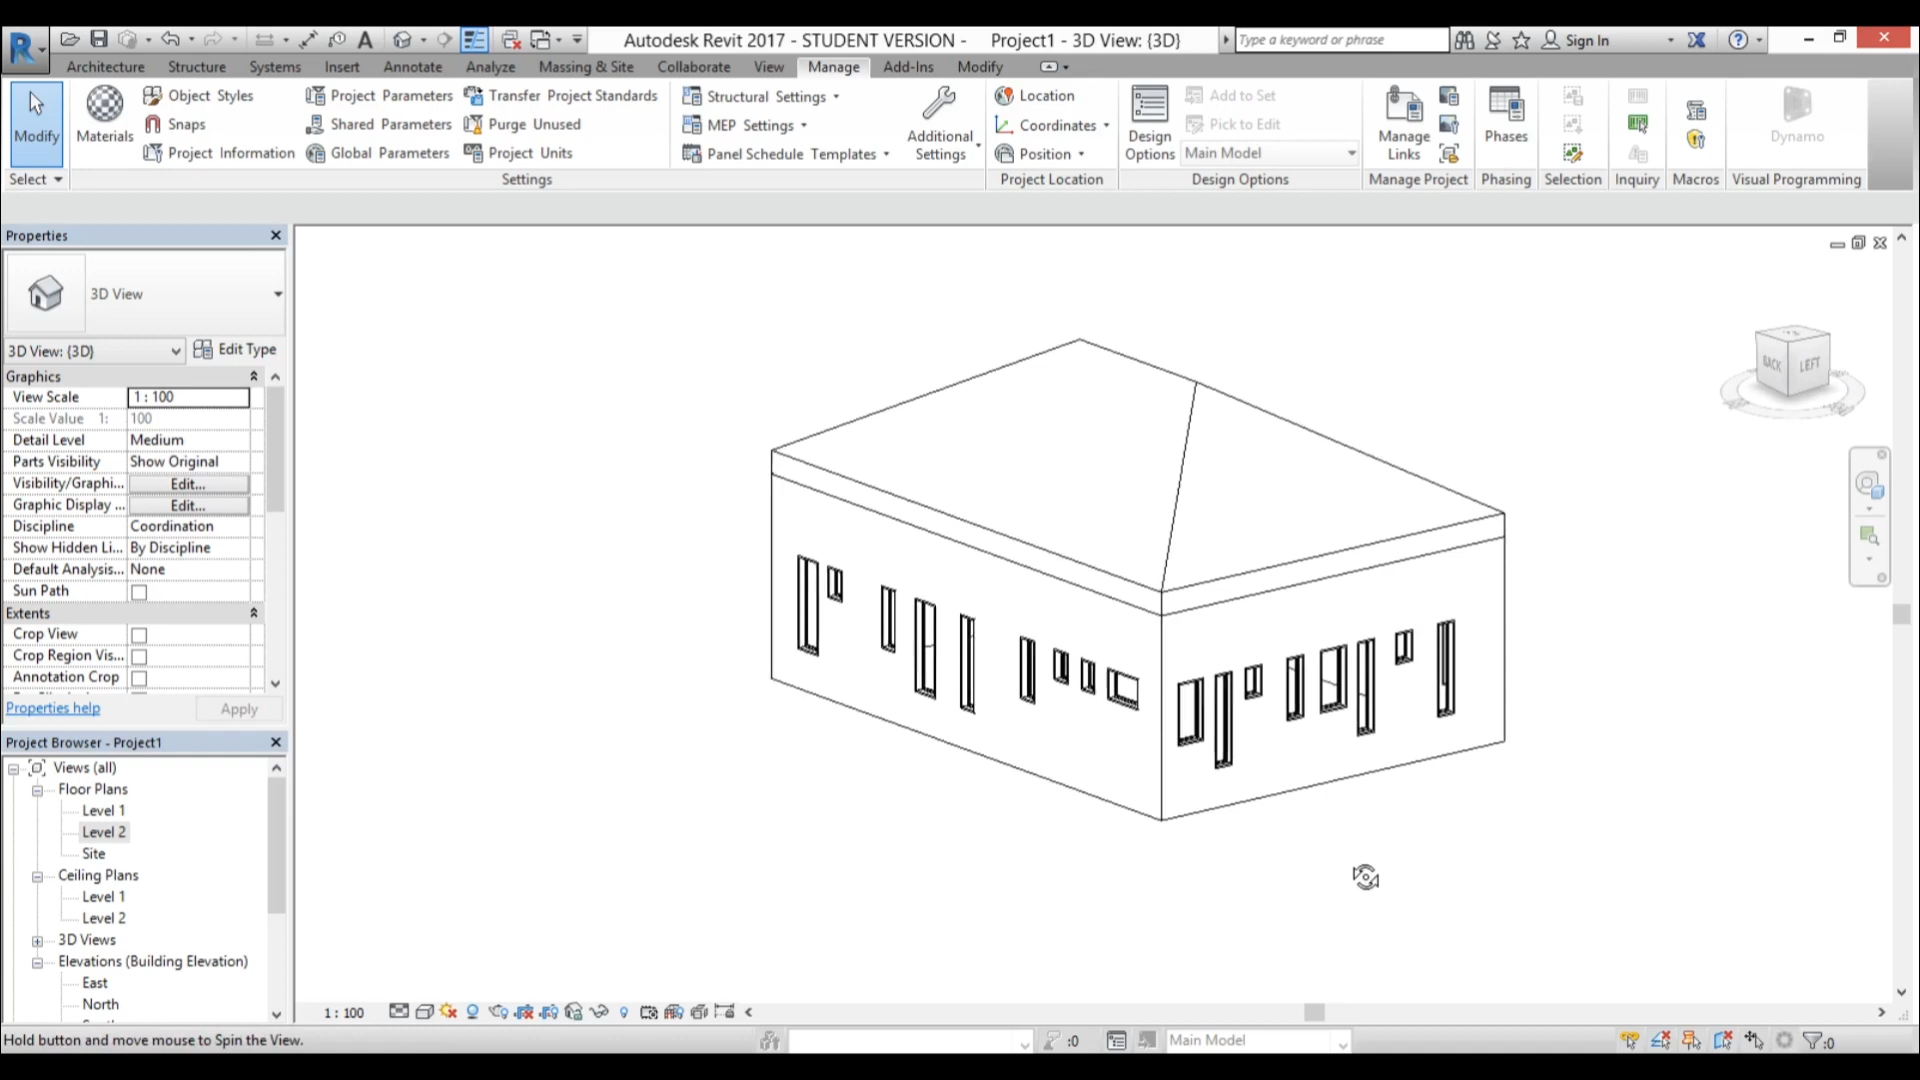 Autodesk Revit 2017 - STUDENT VERSION - Project1 - 3D View: {3D}
Type a keyword or phrase
Sign In
Architecture Structure Systems Insert Annotate Analyze Massing & Site Collaborate View Manage Add-Ins Modify
Modify
Select
Materials
Object Styles
Snaps
Project Information
Project Parameters
Shared Parameters
Global Parameters
Transfer Project Standards
Purge Unused
Project Units
Settings
Structural Settings
MEP Settings
Panel Schedule Templates
Additional
Settings
Location
Coordinates
Position
Project Location
Design
Options
Add to Set
Pick to Edit
Main Model
Design Options
Manage
Links
Manage Project
Phases
Phasing
Selection
Inquiry
Macros
Dynamo
Visual Programming
Properties
3D View
3D View: {3D}
Edit Type
Graphics
View Scale 1 : 100
Scale Value 1: 100
Detail Level Medium
Parts Visibility Show Original
Visibility/Graphi... Edit...
Graphic Display ... Edit...
Discipline Coordination
Show Hidden Li... By Discipline
Default Analysis... None
Sun Path
Extents
Crop View
Crop Region Vis...
Annotation Crop
Properties help
Apply
Project Browser - Project1
Views (all)
Floor Plans
Level 1
Level 2
Site
Ceiling Plans
Level 1
Level 2
3D Views
Elevations (Building Elevation)
East
North
BACK
LEFT
1 : 100
Hold button and move mouse to Spin the View.
:0
Main Model
:0